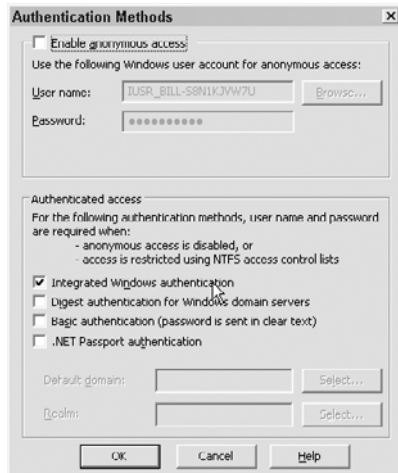 Authentication Methods
Enable anonymous access
Use the following Windows user account for anonymous access:
User name: IUSR_BILL-S8N1KJVW7U Browse...
Password: ●●●●●●●●●●
Authenticated access
For the following authentication methods, user name and password
are required when:
- anonymous access is disabled, or
- access is restricted using NTFS access control lists
Integrated Windows authentication
Digest authentication for Windows domain servers
Basic authentication (password is sent in clear text)
.NET Passport authentication
Default domain: Select...
Realm: Select...
OK Cancel Help